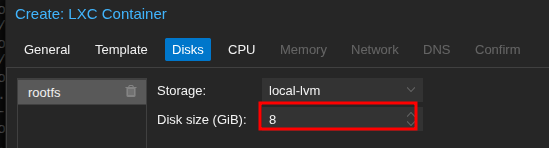 Create: LXC Container
General Template Disks CPU Memory Network DNS Confirm
rootfs
Storage: local-lvm
Disk size (GiB): 8